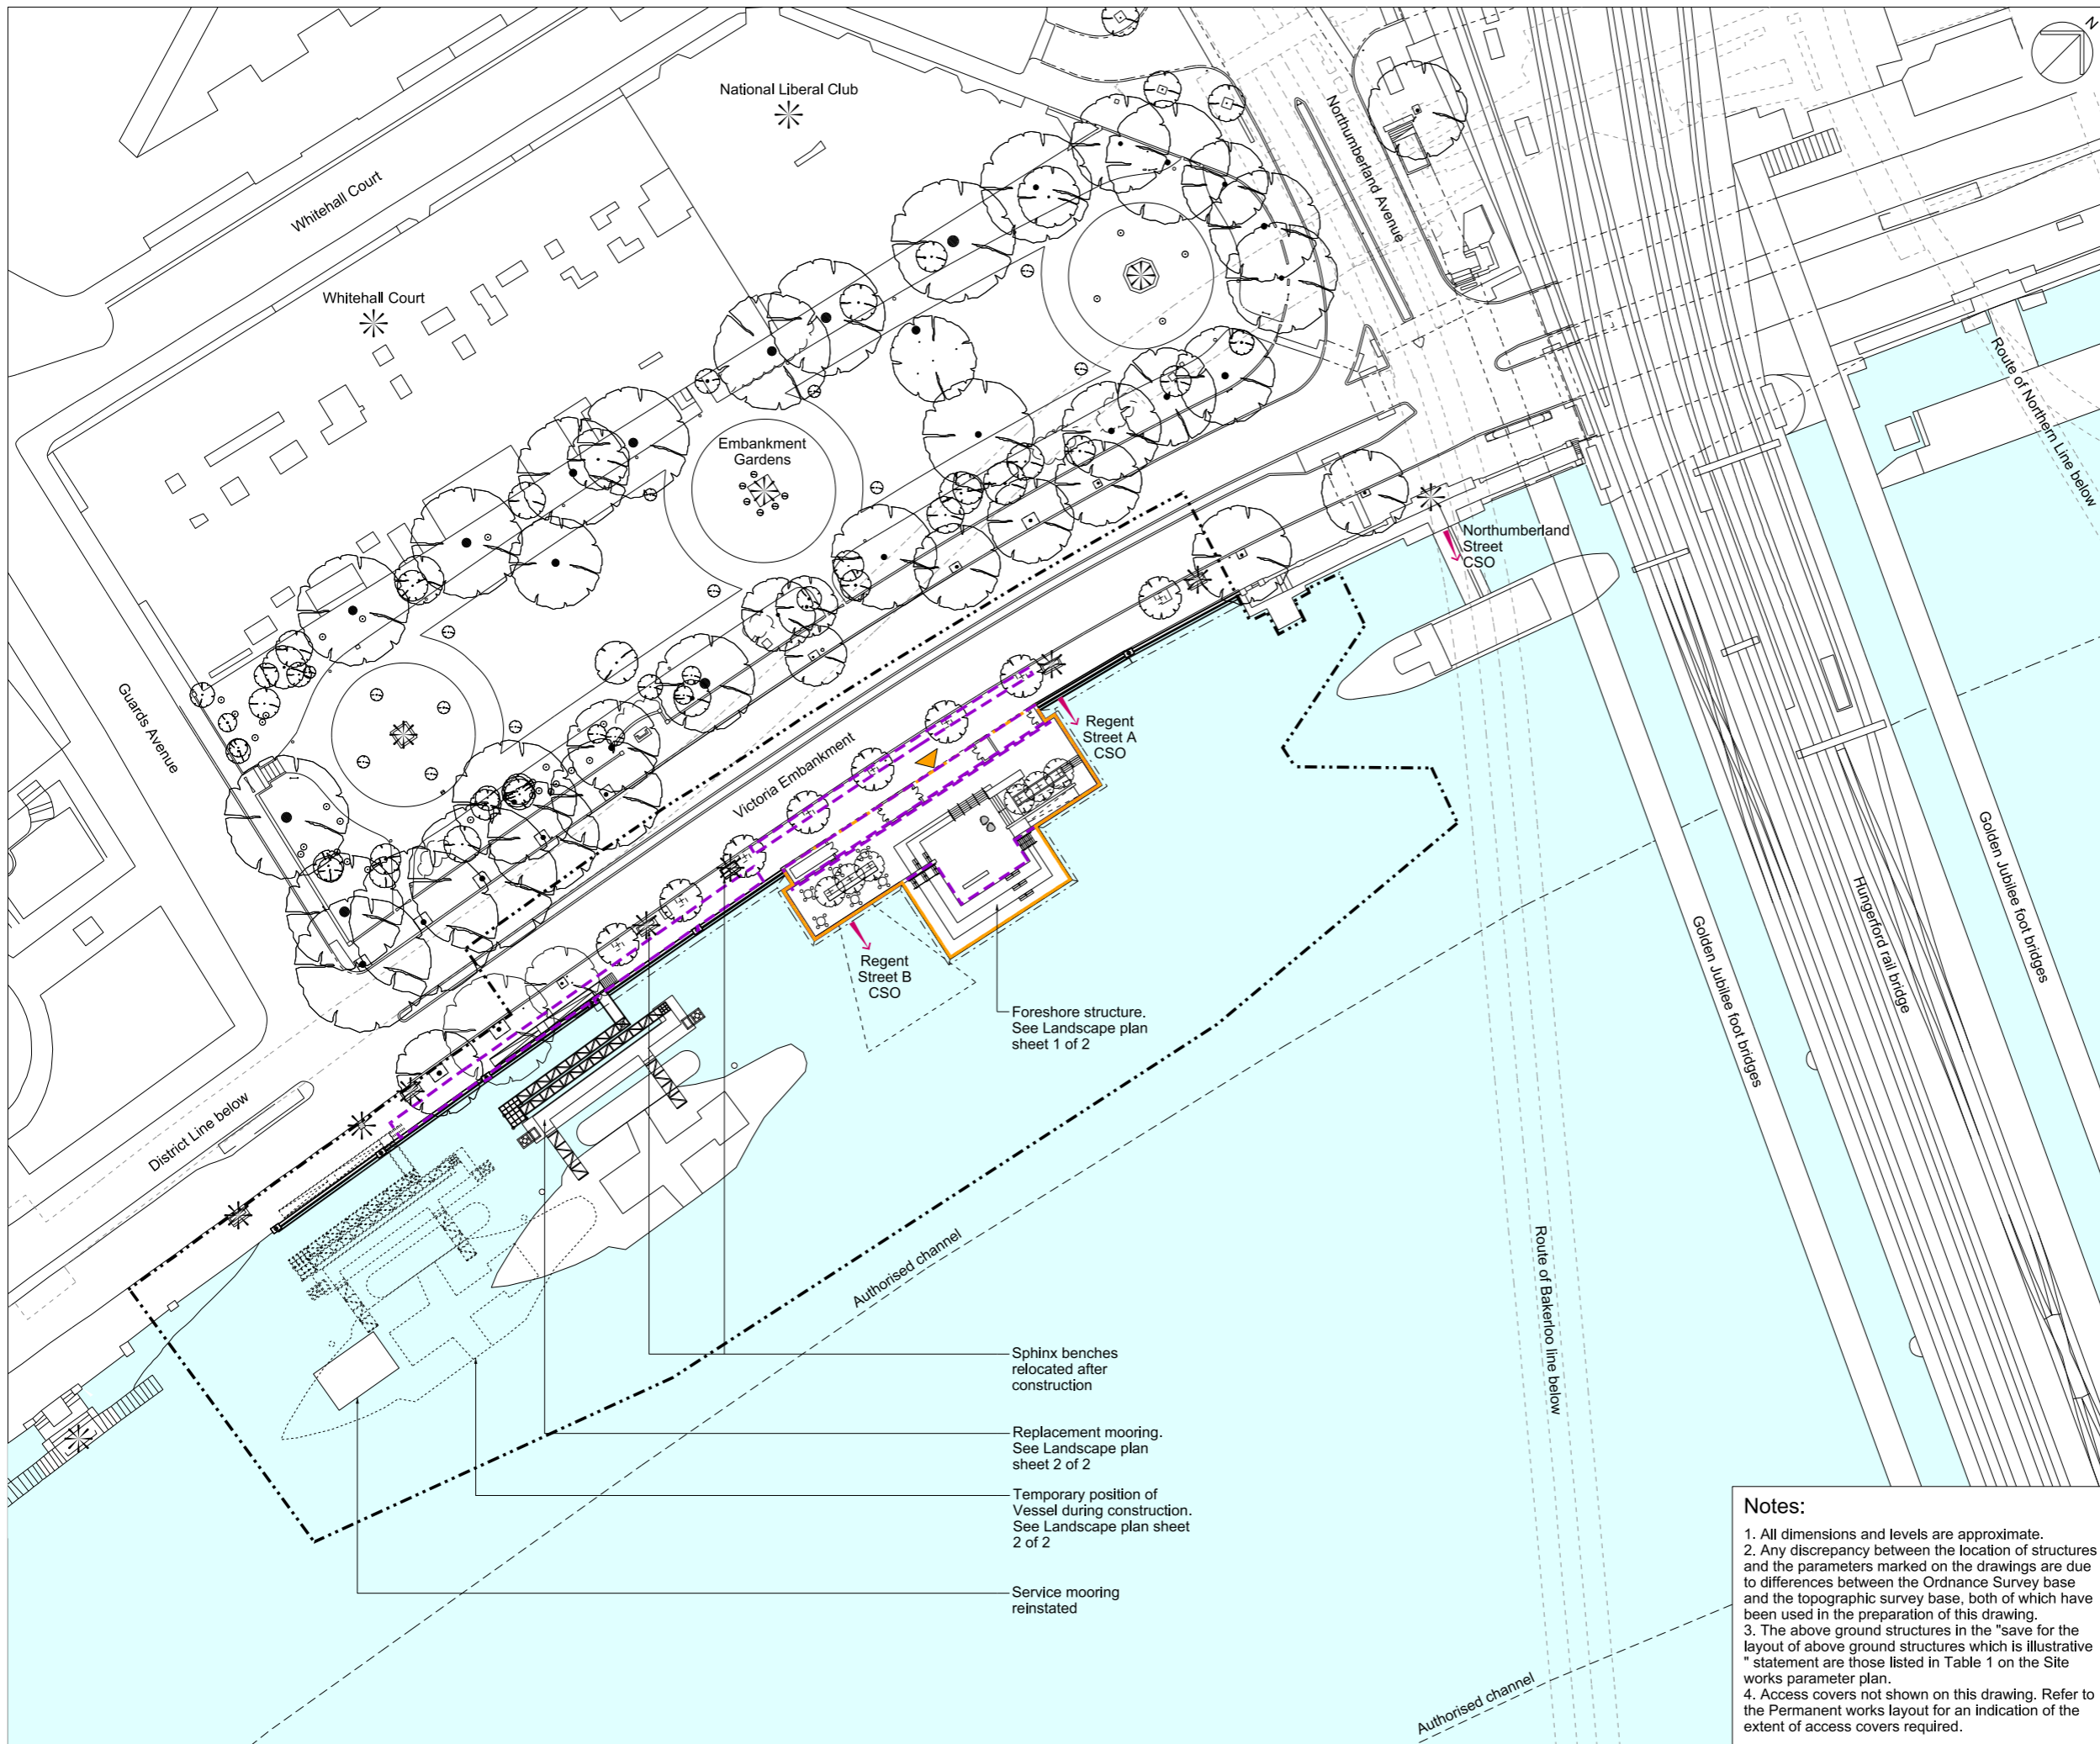 N
National Liberal Club
Northumberland Avenue
Whitehall Court
Whitehall Court
Route of Northern Line below
Embankment
Gardens
Northumberland
Street
CSO
Guards Avenue
Regent
Street A
CSO
Victoria Embankment
Golden Jubilee foot bridges
Hungerford rail bridge
Golden Jubilee foot bridges
Regent
Street B
CSO
Foreshore structure.
See Landscape plan
sheet 1 of 2
District Line below
Authorised channel
Route of Bakerloo line below
Sphinx benches
relocated after
construction
Replacement mooring.
See Landscape plan
sheet 2 of 2
Temporary position of
Vessel during construction.
See Landscape plan sheet
2 of 2
Service mooring
reinstated
Authorised channel
Notes:
1. All dimensions and levels are approximate.
2. Any discrepancy between the location of structures
and the parameters marked on the drawings are due
to differences between the Ordnance Survey base
and the topographic survey base, both of which have
been used in the preparation of this drawing.
3. The above ground structures in the "save for the
layout of above ground structures which is illustrative
" statement are those listed in Table 1 on the Site
works parameter plan.
4. Access covers not shown on this drawing. Refer to
the Permanent works layout for an indication of the
extent of access covers required.